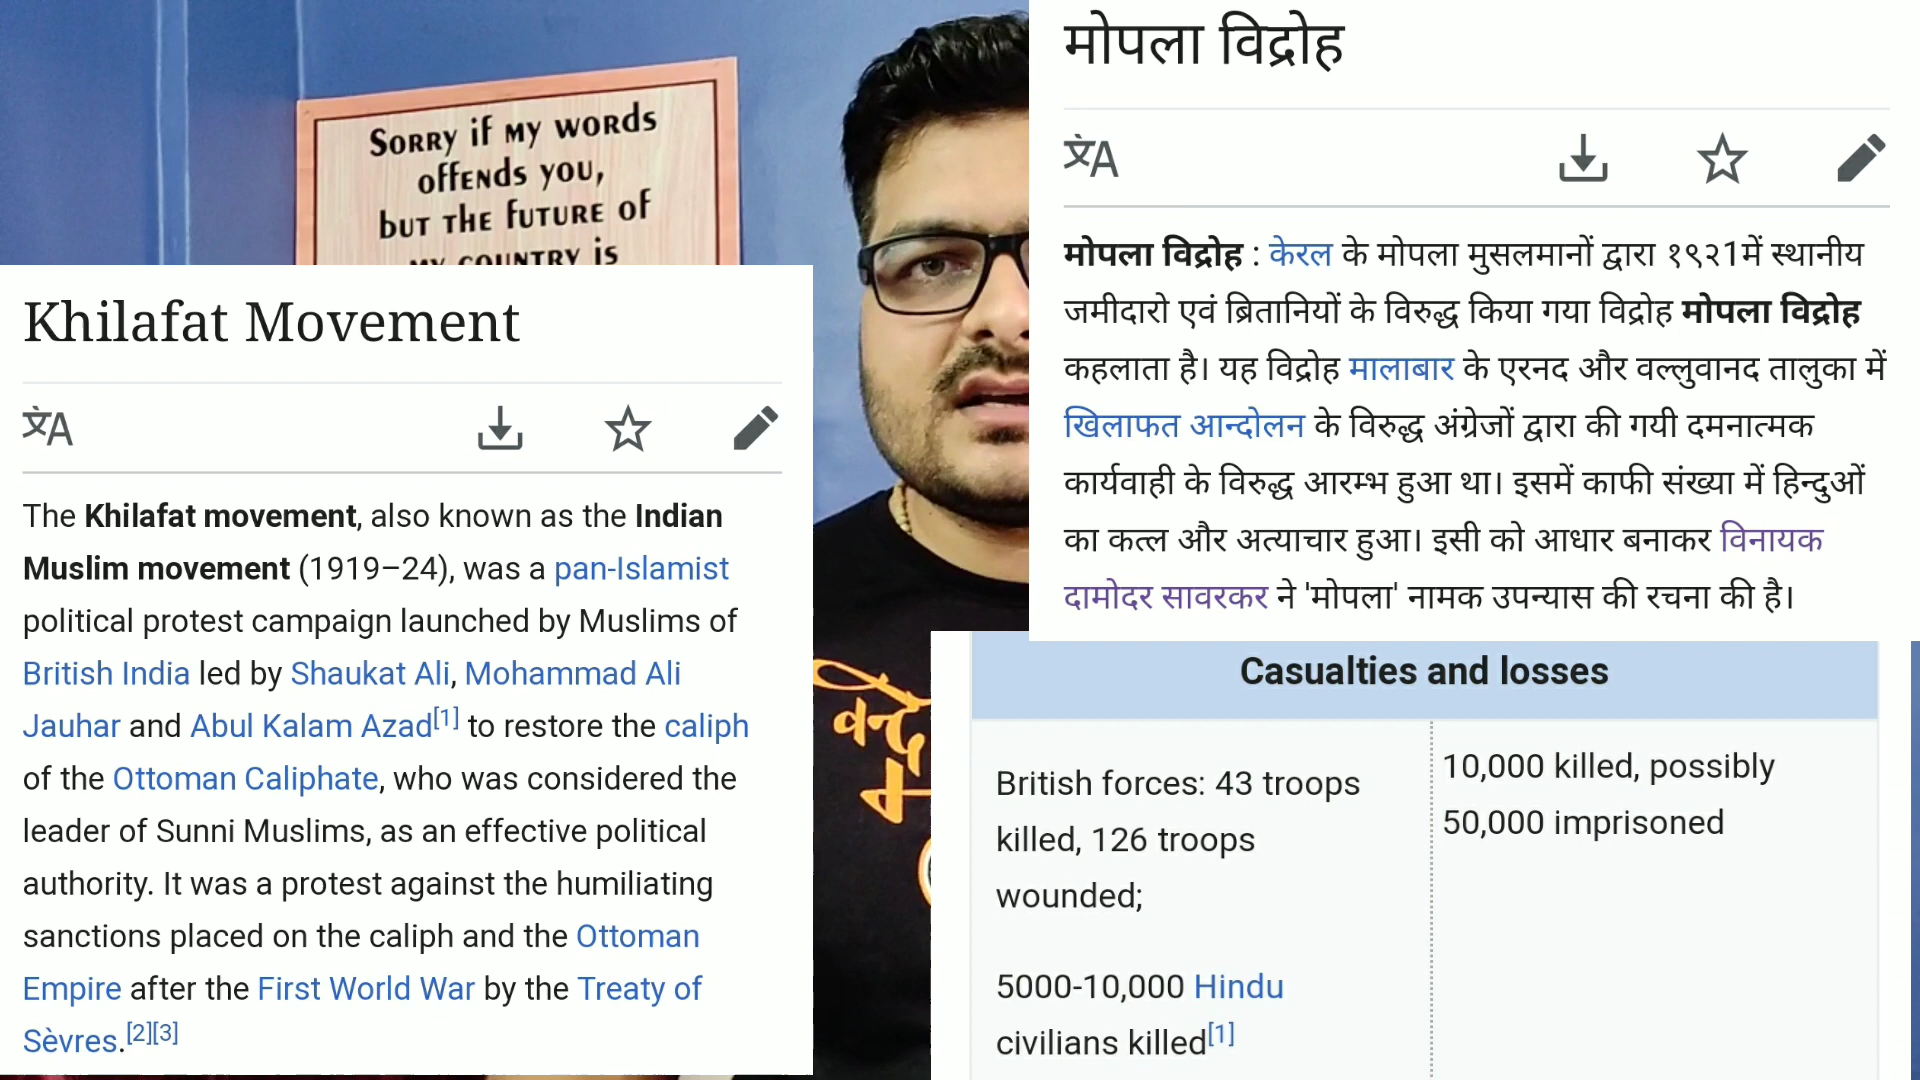 SORRY if MY WORDS
OFFENDS YOU,
BUT THE FUTURE OF
MY COUNTRY IS
Khilafat Movement
The Khilafat movement, also known as the Indian
Muslim movement (1919–24), was a pan-Islamist
political protest campaign launched by Muslims of
British India led by Shaukat Ali, Mohammad Ali
Jauhar and Abul Kalam Azad[1] to restore the caliph
of the Ottoman Caliphate, who was considered the
leader of Sunni Muslims, as an effective political
authority. It was a protest against the humiliating
sanctions placed on the caliph and the Ottoman
Empire after the First World War by the Treaty of
Sèvres.[2][3]
मोपला विद्रोह
मोपला विद्रोह : केरल के मोपला मुसलमानों द्वारा १९२1में स्थानीय
जमीदारो एवं ब्रितानियों के विरुद्ध किया गया विद्रोह मोपला विद्रोह
कहलाता है। यह विद्रोह मालाबार के एरनद और वल्लुवानद तालुका में
खिलाफत आन्दोलन के विरुद्ध अंग्रेजों द्वारा की गयी दमनात्मक
कार्यवाही के विरुद्ध आरम्भ हुआ था। इसमें काफी संख्या में हिन्दुओं
का कत्ल और अत्याचार हुआ। इसी को आधार बनाकर विनायक
दामोदर सावरकर ने 'मोपला' नामक उपन्यास की रचना की है।
वन्दे
Casualties and losses
British forces: 43 troops
killed, 126 troops
wounded;
5000-10,000 Hindu
civilians killed[1]
10,000 killed, possibly
50,000 imprisoned